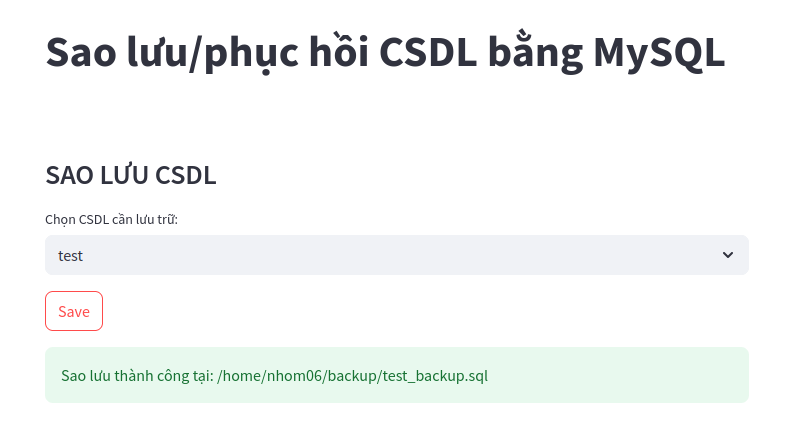 Sao lưu/phục hồi CSDL bằng MySQL
SAO LƯU CSDL
Chọn CSDL cần lưu trữ:
test
Save
Sao lưu thành công tại: /home/nhom06/backup/test_backup.sql